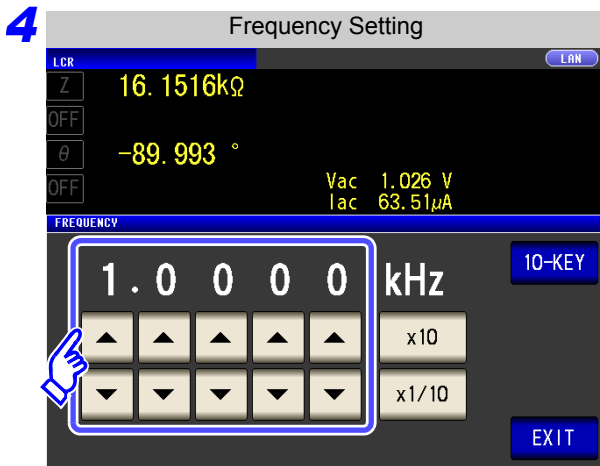 4
Frequency Setting
LCR LAN
Z 16.1516kΩ
OFF
θ -89.993 °
OFF
Vac 1.026 V
Iac 63.51μA
FREQUENCY
1.0000 kHz
10-KEY
x10
x1/10
EXIT